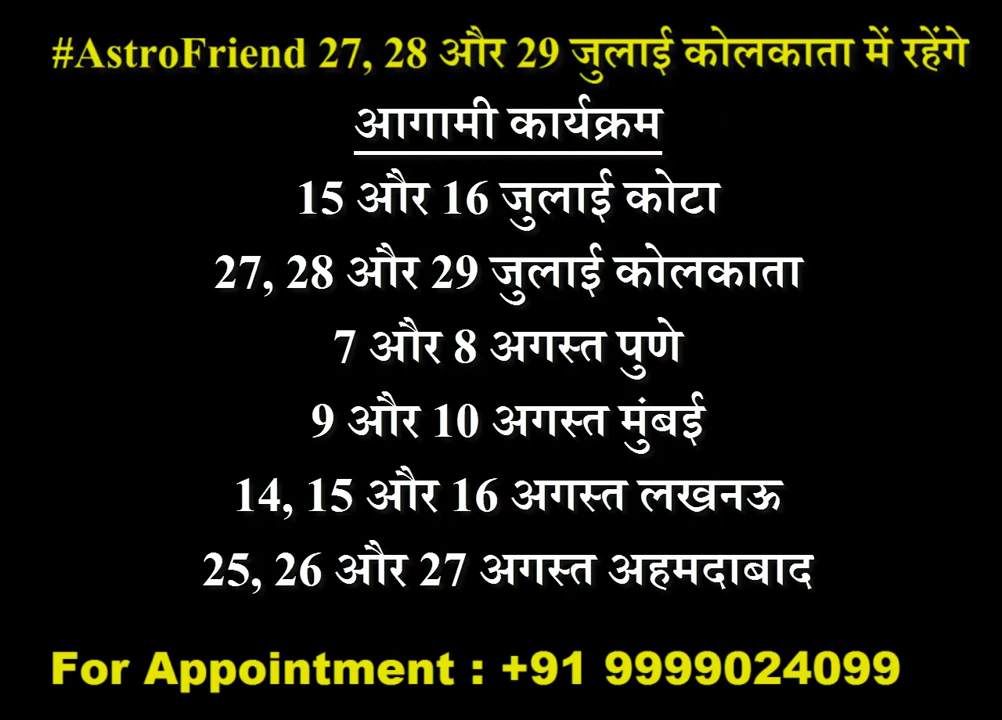 #AstroFriend 27, 28 और 29 जुलाई कोलकाता में रहेंगे
आगामी कार्यक्रम
15 और 16 जुलाई कोटा
27, 28 और 29 जुलाई कोलकाता
7 और 8 अगस्त पुणे
9 और 10 अगस्त मुंबई
14, 15 और 16 अगस्त लखनऊ
25, 26 और 27 अगस्त अहमदाबाद
For Appointment : +91 9999024099